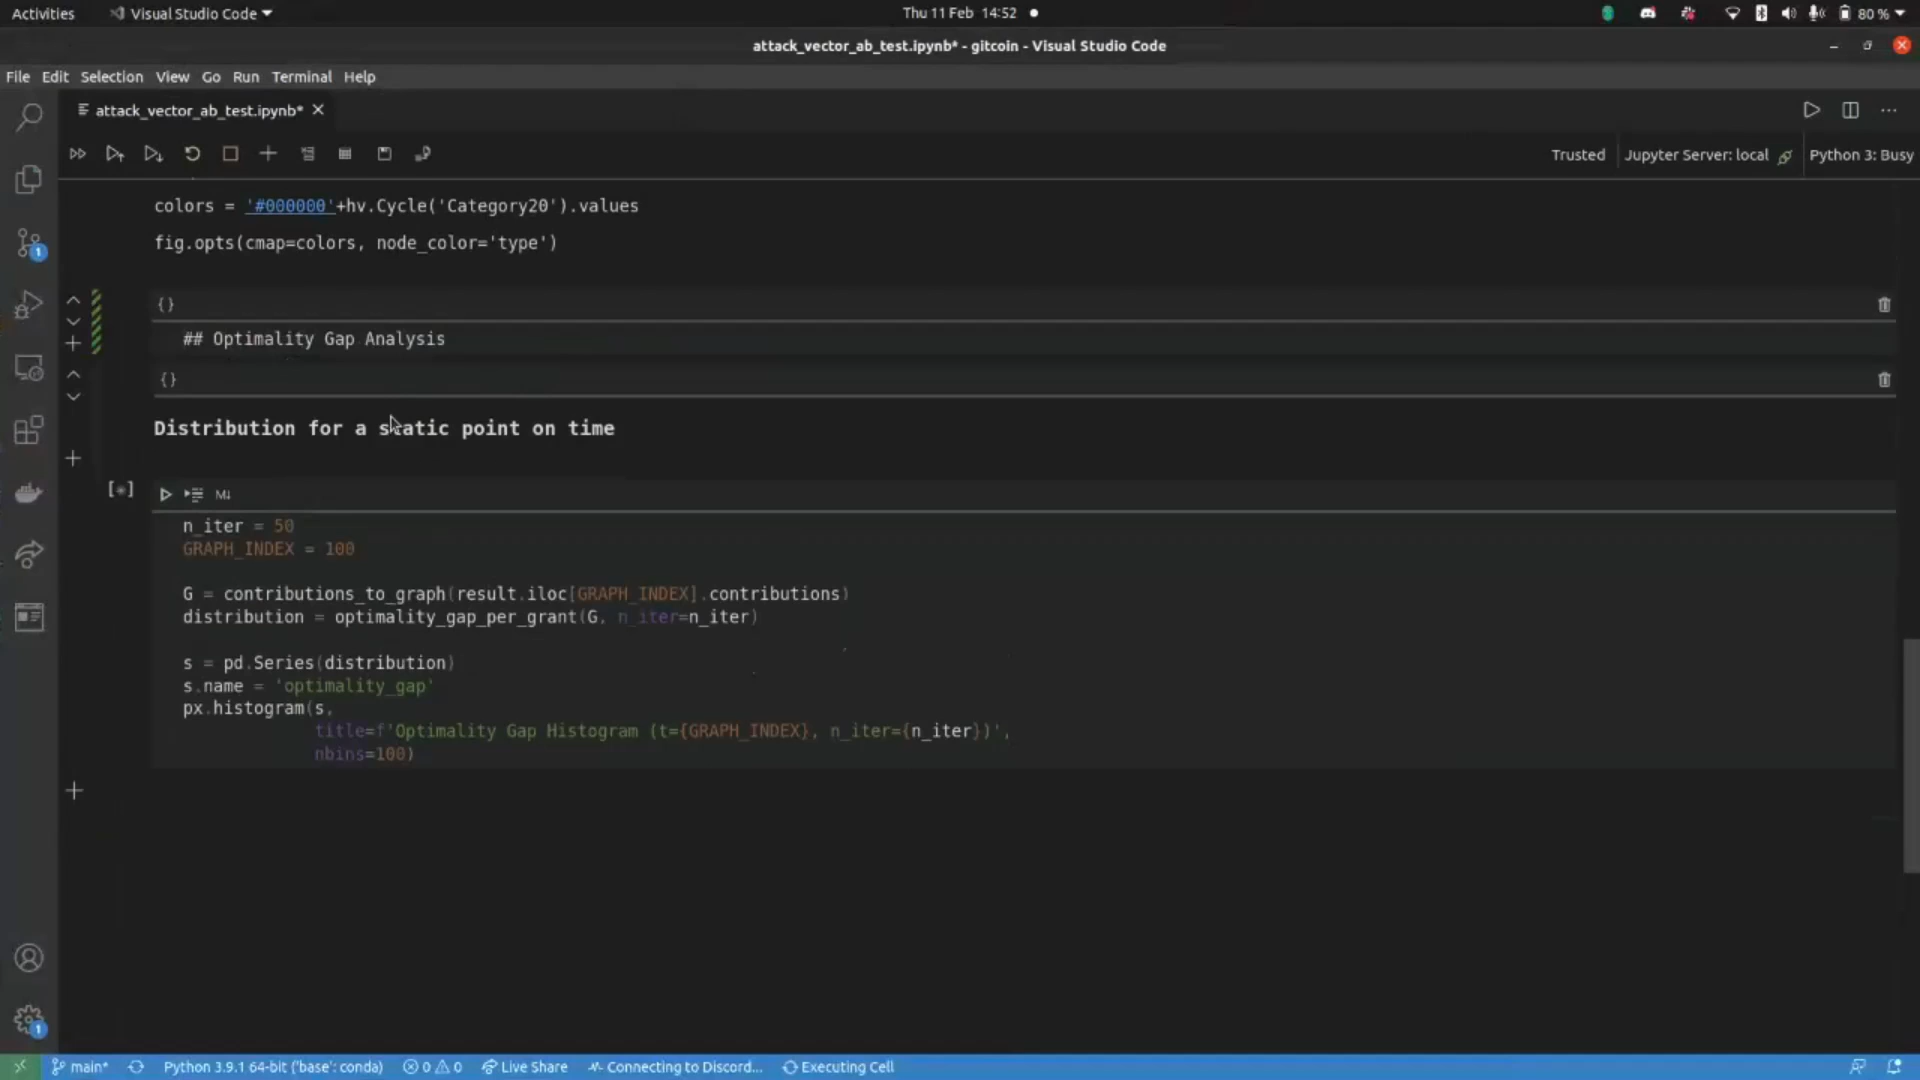 Activities
Visual Studio Code
Thu 11 Feb 14:52
80 %
attack_vector_ab_test.ipynb* - gitcoin - Visual Studio Code
File Edit Selection View Go Run Terminal Help
attack_vector_ab_test.ipynb*
Trusted
Jupyter Server: local
Python 3: Busy
colors = '#000000'+hv.Cycle('Category20').values
fig.opts(cmap=colors, node_color='type')
{}
## Optimality Gap Analysis
{}
Distribution for a static point on time
[*]
M↓
n_iter = 50
GRAPH_INDEX = 100
G = contributions_to_graph(result.iloc[GRAPH_INDEX].contributions)
distribution = optimality_gap_per_grant(G, n_iter=n_iter)
s = pd.Series(distribution)
s.name = 'optimality_gap'
px.histogram(s,
title=f'Optimality Gap Histogram (t={GRAPH_INDEX}, n_iter={n_iter})',
nbins=100)
1
1
main*
Python 3.9.1 64-bit ('base': conda)
0
0
Live Share
Connecting to Discord...
Executing Cell